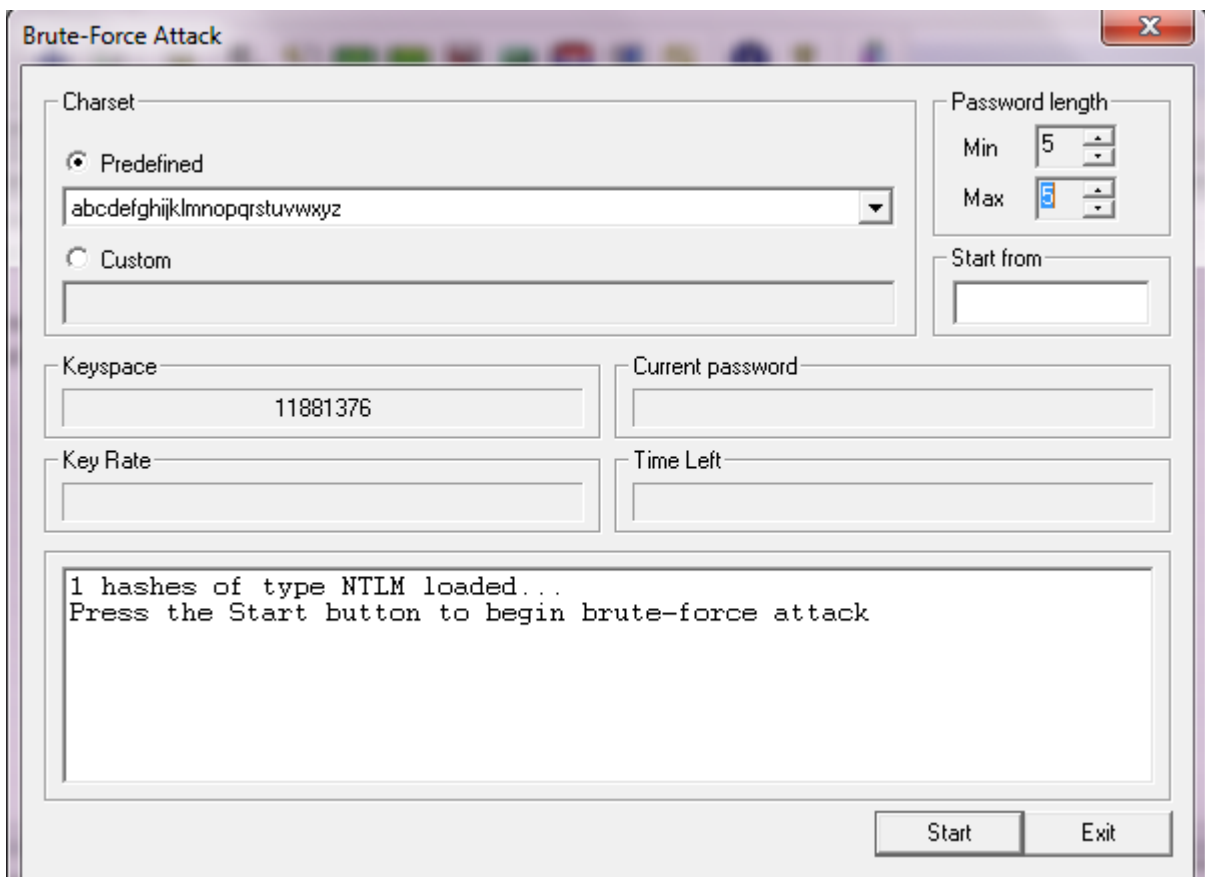 Brute-Force Attack
Charset
Predefined
abcdefghijklmnopqrstuvwxyz
Custom
Password length
Min 5
Max 5
Start from
Keyspace
11881376
Current password
Key Rate
Time Left
1 hashes of type NTLM loaded...
Press the Start button to begin brute-force attack
Start
Exit